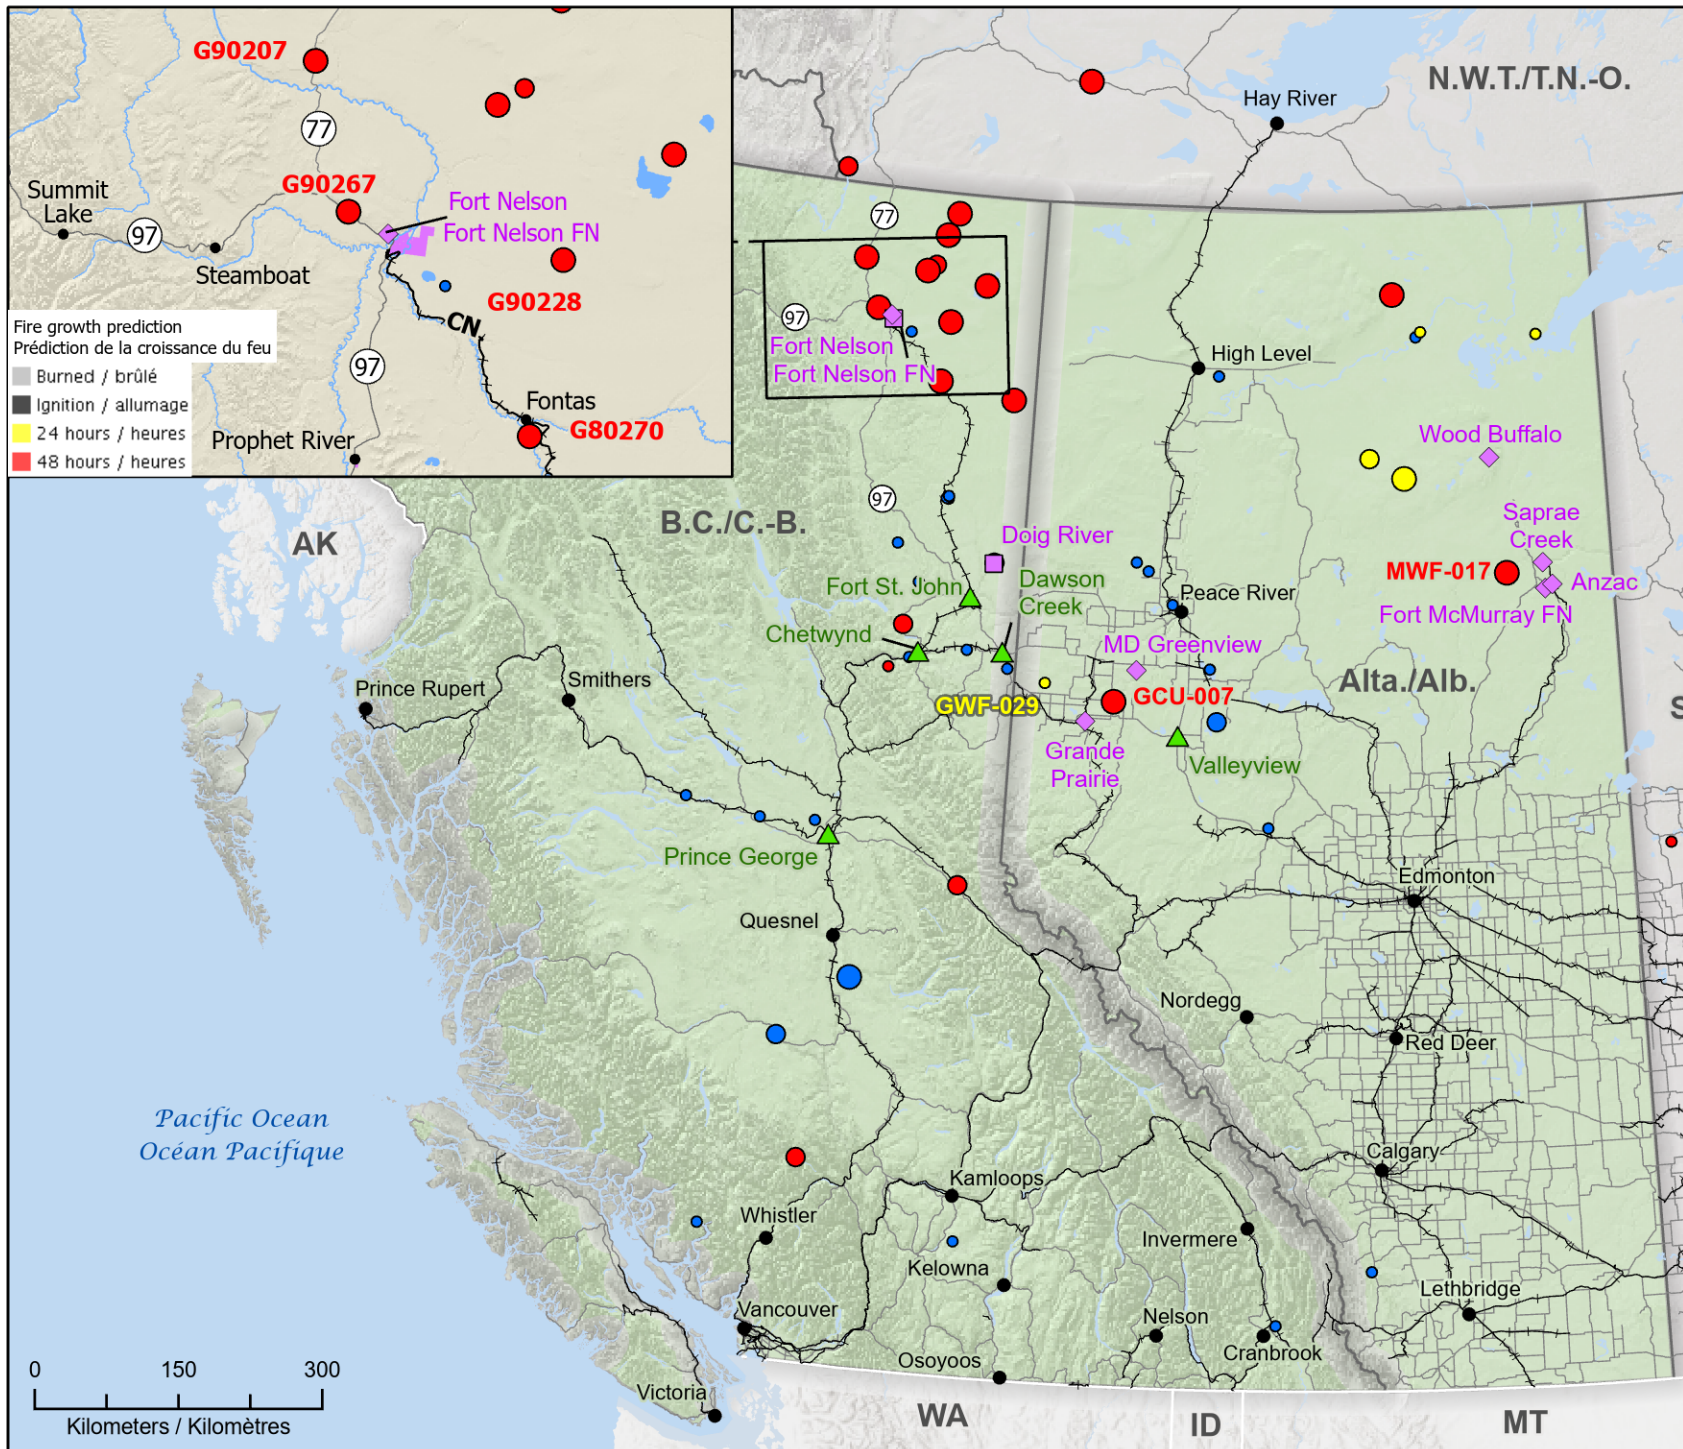 G90207
77
G90267
Summit
Lake
97
Fort Nelson
Fort Nelson FN
Steamboat
G90228
CN
Fire growth prediction
Prédiction de la croissance du feu
Burned / brûlé
Ignition / allumage
24 hours / heures
48 hours / heures
97
Fontas
G80270
Prophet River
N.W.T./T.N.-O.
Hay River
77
97
Fort Nelson
Fort Nelson FN
High Level
Wood Buffalo
97
B.C./C.-B.
AK
Saprae
Creek
Doig River
MWF-017
Anzac
Fort McMurray FN
Fort St. John
Dawson
Creek
Peace River
Chetwynd
MD Greenview
Alta./Alb.
Prince Rupert
Smithers
GWF-029
GCU-007
S
Grande
Prairie
Valleyview
Prince George
Edmonton
Quesnel
Nordegg
Red Deer
Pacific Ocean
Océan Pacifique
Calgary
Kamloops
Whistler
Invermere
Kelowna
Lethbridge
Vancouver
Nelson
Cranbrook
Osoyoos
Victoria
0 150 300
Kilometers / Kilomètres
WA
ID
MT